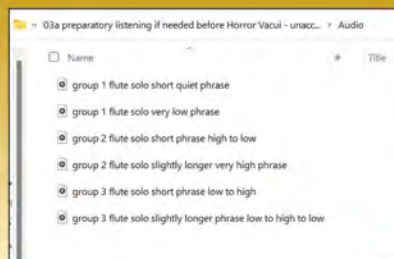 03a preparatory listening if needed before Horror Vacui - unacc... > Audio
Name # Title
group 1 flute solo short quiet phrase
group 1 flute solo very low phrase
group 2 flute solo short phrase high to low
group 2 flute solo slightly longer very high phrase
group 3 flute solo short phrase low to high
group 3 flute solo slightly longer phrase low to high to low